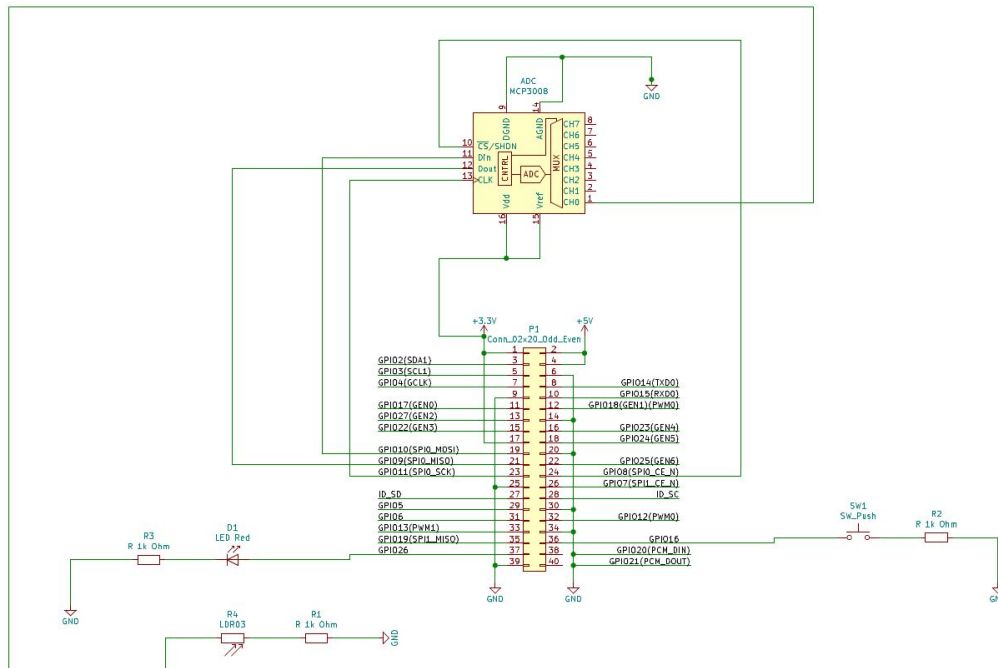 ADC
MCP3008
GND
9
14
DGND
AGND
10
CS/SHDN
11
DIn
12
Dout
13
CLK
CNTRL
ADC
MUX
CH7
8
CH6
7
CH5
6
CH4
5
CH3
4
CH2
3
CH1
2
CH0
1
Vdd
Vref
16
15
+3.3V
+5V
P1
Conn_02x20_Odd_Even
1
2
GPIO2(SDA1)
3
4
GPIO3(SCL1)
5
6
GPIO4(GCLK)
7
8
GPIO14(TXD0)
9
10
GPIO15(RXD0)
GPIO17(GEN0)
11
12
GPIO18(GEN1)(PWM0)
GPIO27(GEN2)
13
14
GPIO22(GEN3)
15
16
GPIO23(GEN4)
17
18
GPIO24(GEN5)
GPIO10(SPI0_MOSI)
19
20
GPIO9(SPI0_MISO)
21
22
GPIO25(GEN6)
GPIO11(SPI0_SCK)
23
24
GPIO8(SPI0_CE_N)
25
26
GPIO7(SPI1_CE_N)
ID_SD
27
28
ID_SC
GPIO5
29
30
GPIO6
31
32
GPIO12(PWM0)
GPIO13(PWM1)
33
34
GPIO19(SPI1_MISO)
35
36
GPIO16
GPIO26
37
38
GPIO20(PCM_DIN)
39
40
GPIO21(PCM_DOUT)
GND
GND
SW1
SW_Push
R2
R 1k Ohm
R3
R 1k Ohm
D1
LED Red
GND
R4
LDR03
R1
R 1k Ohm
GND